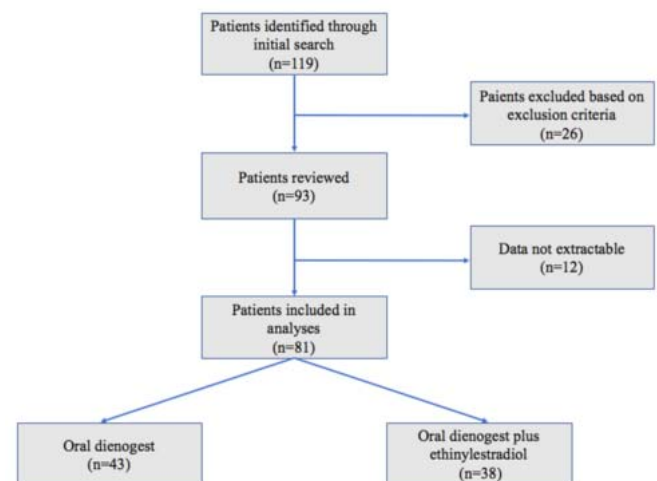 Patients identified through
initial search
(n=119)
Paients excluded based on
exclusion criteria
(n=26)
Patients reviewed
(n=93)
Data not extractable
(n=12)
Patients included in
analyses
(n=81)
Oral dienogest
(n=43)
Oral dienogest plus
ethinylestradiol
(n=38)